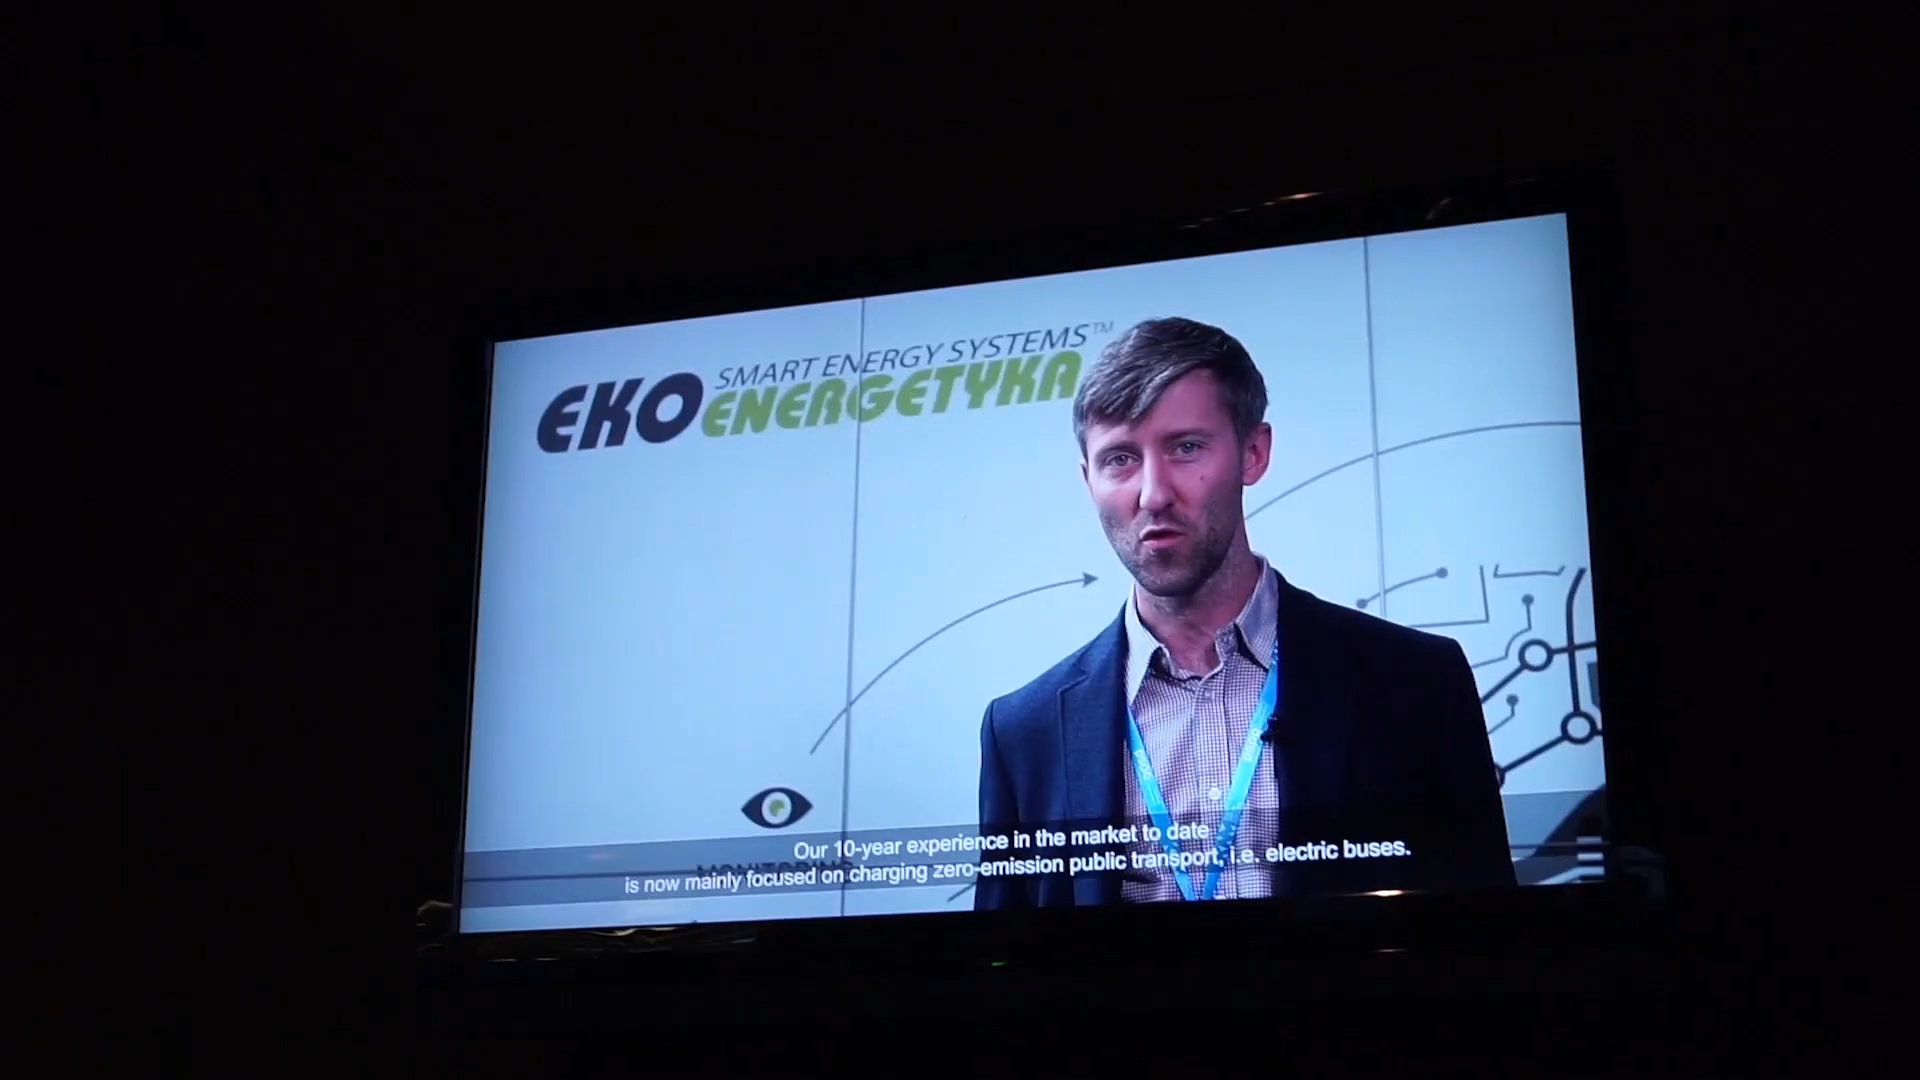 SMART ENERGY SYSTEMS™
EKO ENERGETYKA
MONITORING
Our 10-year experience in the market to date
is now mainly focused on charging zero-emission public transport, i.e. electric buses.